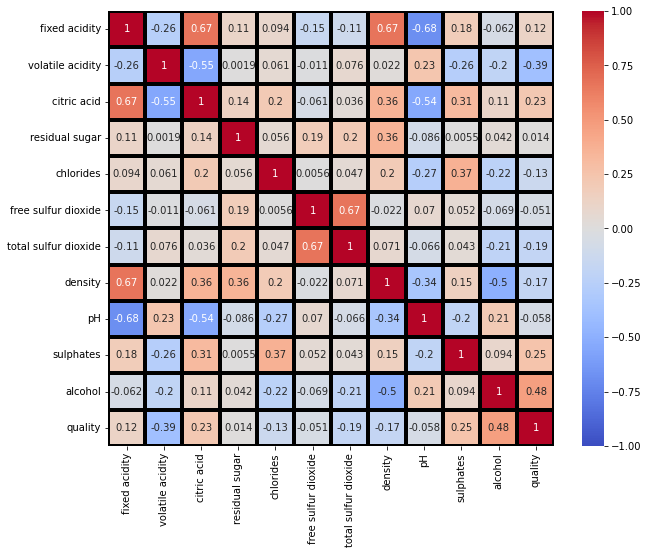 fixed acidity 1 -0.26 0.67 0.11 0.094 -0.15 -0.11 0.67 -0.68 0.18 -0.062 0.12
volatile acidity -0.26 1 -0.55 0.0019 0.061 -0.011 0.076 0.022 0.23 -0.26 -0.2 -0.39
citric acid 0.67 -0.55 1 0.14 0.2 -0.061 0.036 0.36 -0.54 0.31 0.11 0.23
residual sugar 0.11 0.0019 0.14 1 0.056 0.19 0.2 0.36 -0.086 0.0055 0.042 0.014
chlorides 0.094 0.061 0.2 0.056 1 0.0056 0.047 0.2 -0.27 0.37 -0.22 -0.13
free sulfur dioxide -0.15 -0.011 -0.061 0.19 0.0056 1 0.67 -0.022 0.07 0.052 -0.069 -0.051
total sulfur dioxide -0.11 0.076 0.036 0.2 0.047 0.67 1 0.071 -0.066 0.043 -0.21 -0.19
density 0.67 0.022 0.36 0.36 0.2 -0.022 0.071 1 -0.34 0.15 -0.5 -0.17
pH -0.68 0.23 -0.54 -0.086 -0.27 0.07 -0.066 -0.34 1 -0.2 0.21 -0.058
sulphates 0.18 -0.26 0.31 0.0055 0.37 0.052 0.043 0.15 -0.2 1 0.094 0.25
alcohol -0.062 -0.2 0.11 0.042 -0.22 -0.069 -0.21 -0.5 0.21 0.094 1 0.48
quality 0.12 -0.39 0.23 0.014 -0.13 -0.051 -0.19 -0.17 -0.058 0.25 0.48 1
fixed acidity
volatile acidity
citric acid
residual sugar
chlorides
free sulfur dioxide
total sulfur dioxide
density
pH
sulphates
alcohol
quality
1.00
0.75
0.50
0.25
0.00
−0.25
−0.50
−0.75
−1.00